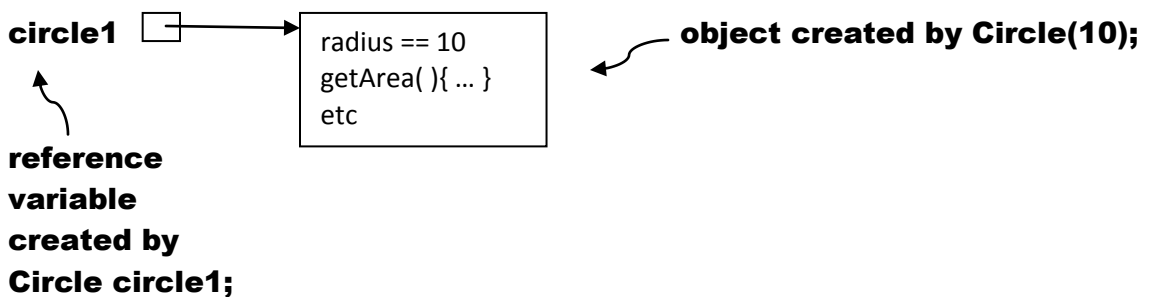 circle1
radius == 10
getArea( ){ … }
etc
object created by Circle(10);
reference
variable
created by
Circle circle1;